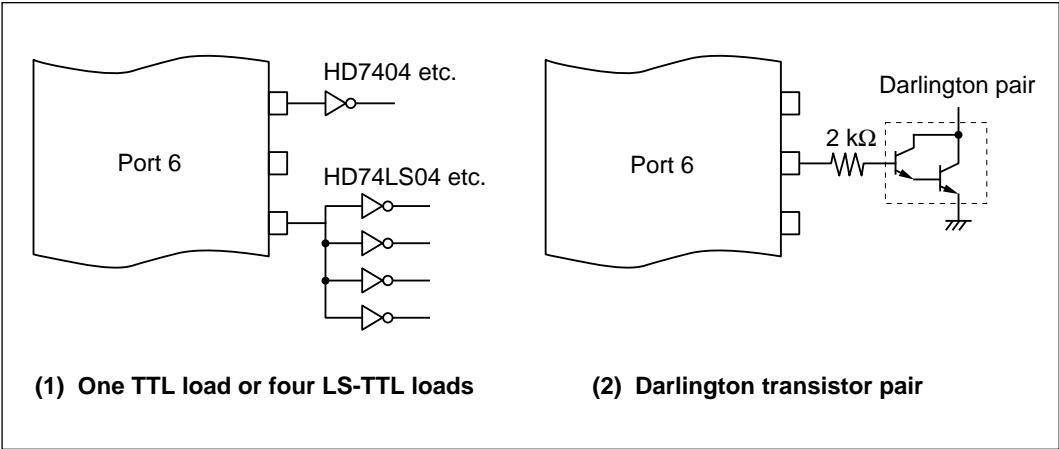 HD7404 etc.
Port 6
HD74LS04 etc.
(1) One TTL load or four LS-TTL loads
Darlington pair
2 kΩ
Port 6
(2) Darlington transistor pair